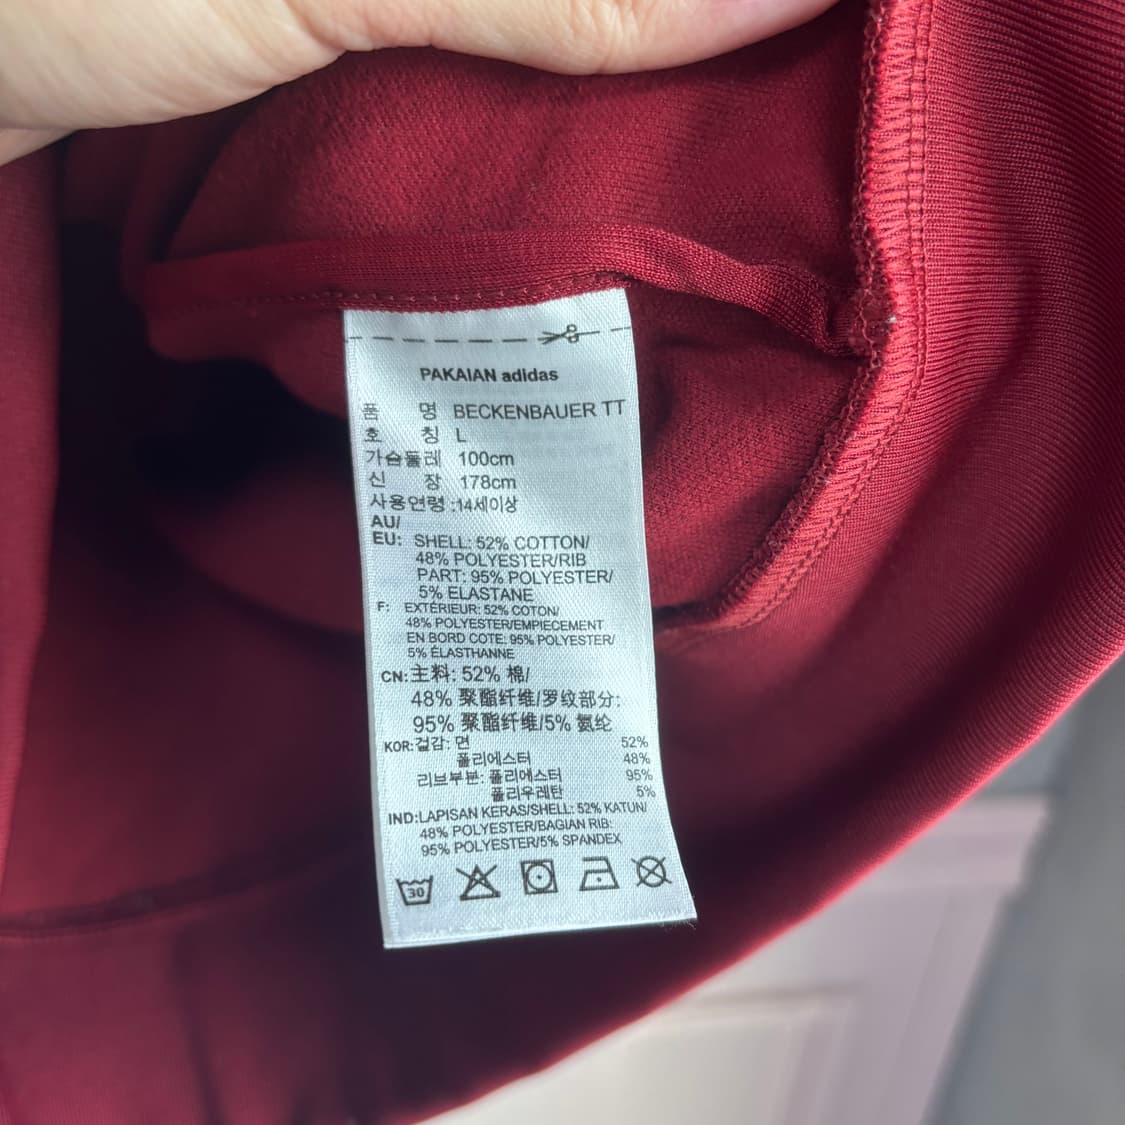 PAKAIAN adidas
품 명 BECKENBAUER TT
호 칭 L
가슴둘레 100cm
신 장 178cm
사용연령 :14세이상
AU/
EU: SHELL: 52% COTTON/
48% POLYESTER/RIB
PART: 95% POLYESTER/
5% ELASTANE
F: EXTÉRIEUR: 52% COTON/
48% POLYESTER/EMPIECEMENT
EN BORD COTE: 95% POLYESTER/
5% ÉLASTHANNE
CN:主料: 52% 棉/
48% 聚酯纤维/罗纹部分:
95% 聚酯纤维/5% 氨纶
KOR:겉감: 면 52%
폴리에스터 48%
리브부분: 폴리에스터 95%
폴리우레탄 5%
IND:LAPISAN KERAS/SHELL: 52% KATUN/
48% POLYESTER/BAGIAN RIB:
95% POLYESTER/5% SPANDEX
30